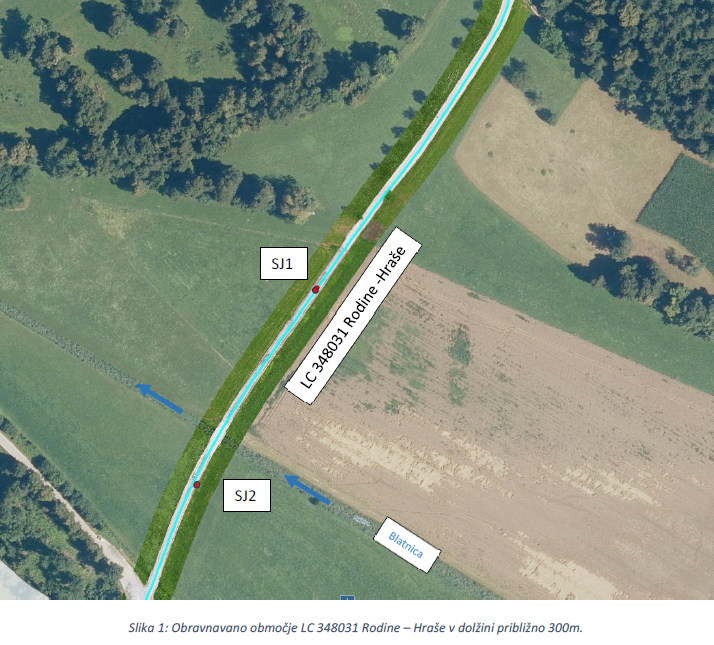 SJ1
LC 348031 Rodine -Hraše
SJ2
Blatnica
Slika 1: Obravnavano območje LC 348031 Rodine – Hraše v dolžini približno 300m.